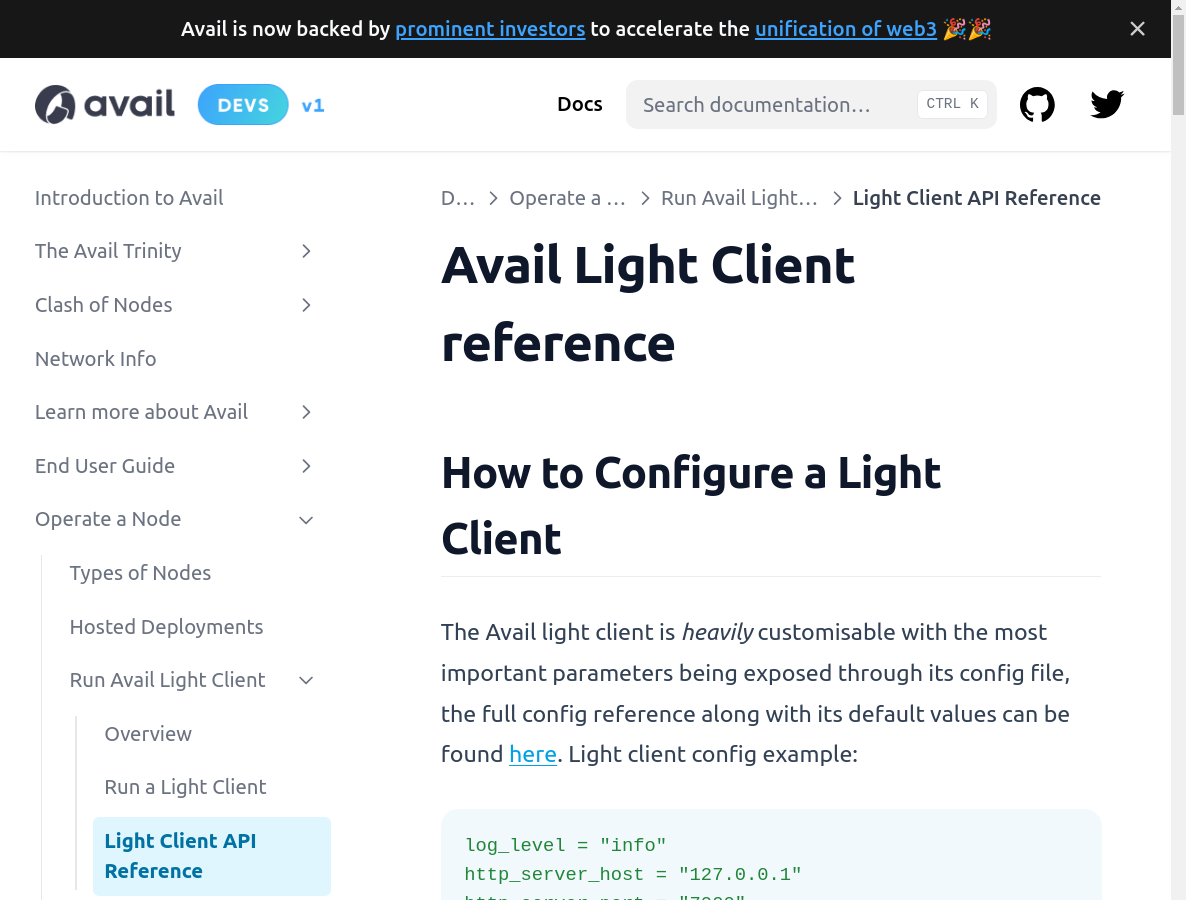 Avail is now backed by prominent investors to accelerate the unification of web3 🎉🎉
avail DEVS v1
Docs
Search documentation…
CTRL K
Introduction to Avail
The Avail Trinity
Clash of Nodes
Network Info
Learn more about Avail
End User Guide
Operate a Node
Types of Nodes
Hosted Deployments
Run Avail Light Client
Overview
Run a Light Client
Light Client API
Reference
D… > Operate a … > Run Avail Light… > Light Client API Reference
Avail Light Client
reference
How to Configure a Light
Client
The Avail light client is heavily customisable with the most
important parameters being exposed through its config file,
the full config reference along with its default values can be
found here. Light client config example:
log_level = "info"
http_server_host = "127.0.0.1"